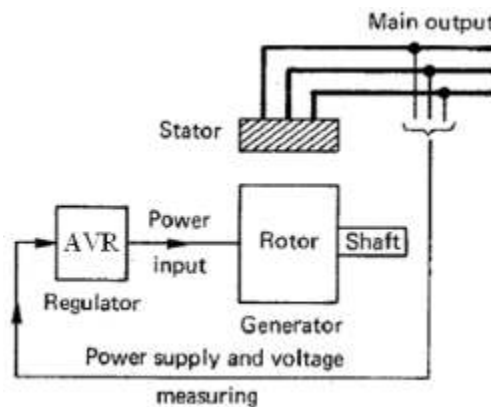 Main output
Stator
AVR
Power
input
Rotor
Shaft
Regulator
Generator
Power supply and voltage
measuring